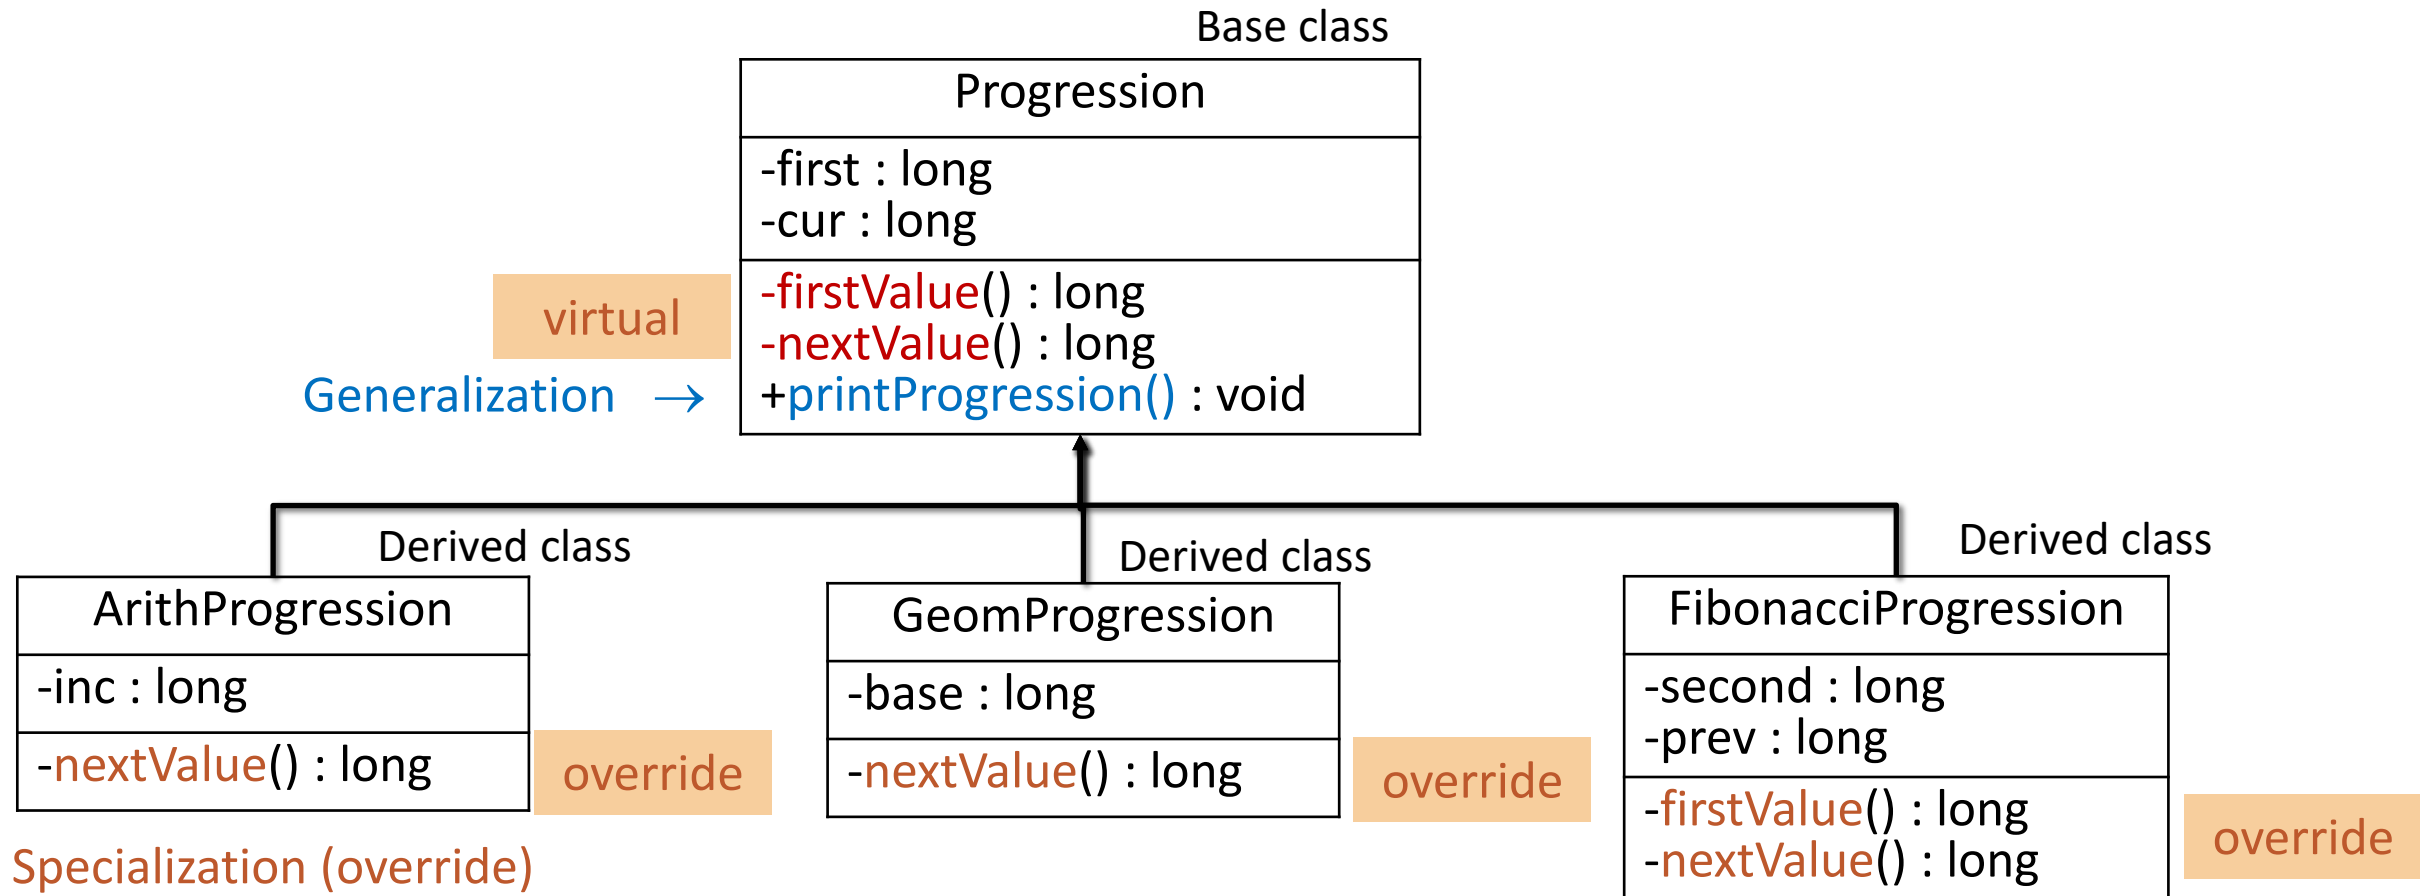 Base class
Progression
-first : long
-cur : long
virtual
-firstValue() : long
-nextValue() : long
Generalization →
+printProgression() : void
Derived class
ArithProgression
-inc : long
-nextValue() : long
override
Specialization (override)
Derived class
GeomProgression
-base : long
-nextValue() : long
override
Derived class
FibonacciProgression
-second : long
-prev : long
-firstValue() : long
-nextValue() : long
override